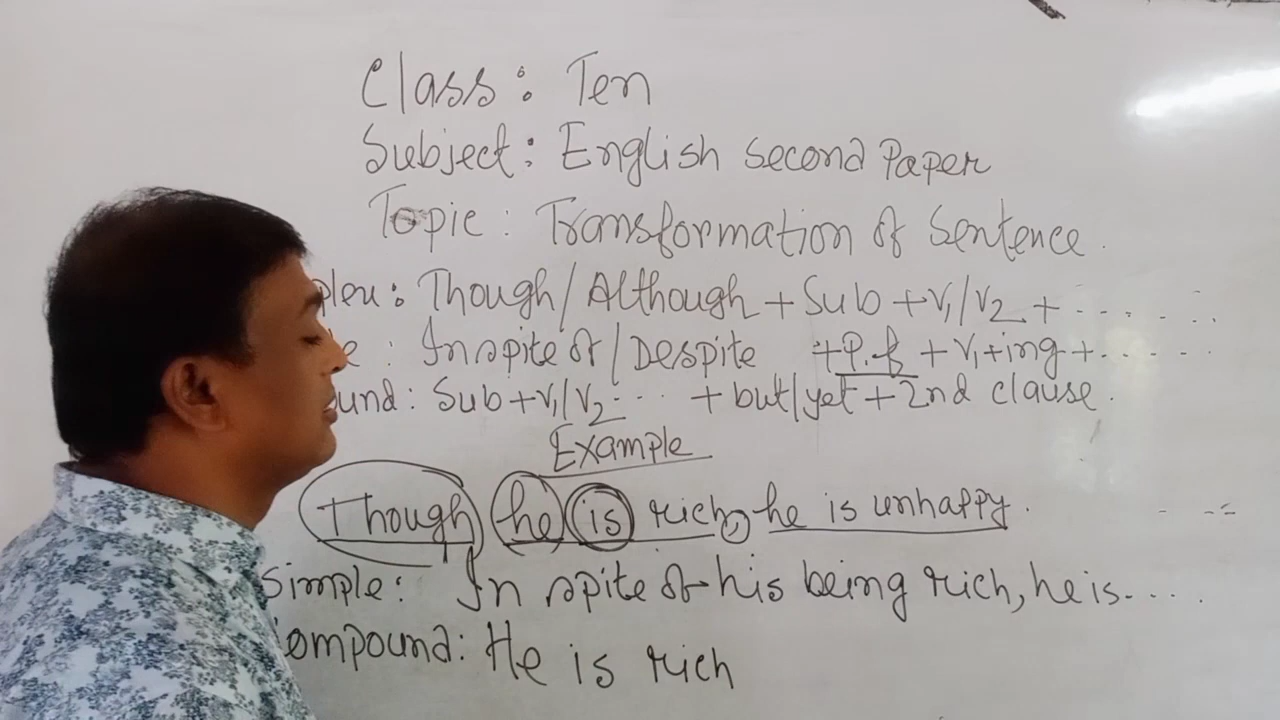 Class: Ten
Subject: English Second Paper
Topic: Transformation of Sentence.
plex: Though/Although + Sub + V1/V2 + ........
: Inspite of/Despite + P.f + V1+ing+......
und: Sub+V1/V2.... + but/yet + 2nd clause.
Example
Though he is rich, he is unhappy.
Simple: In spite of his being rich, he is....
ompound: He is rich